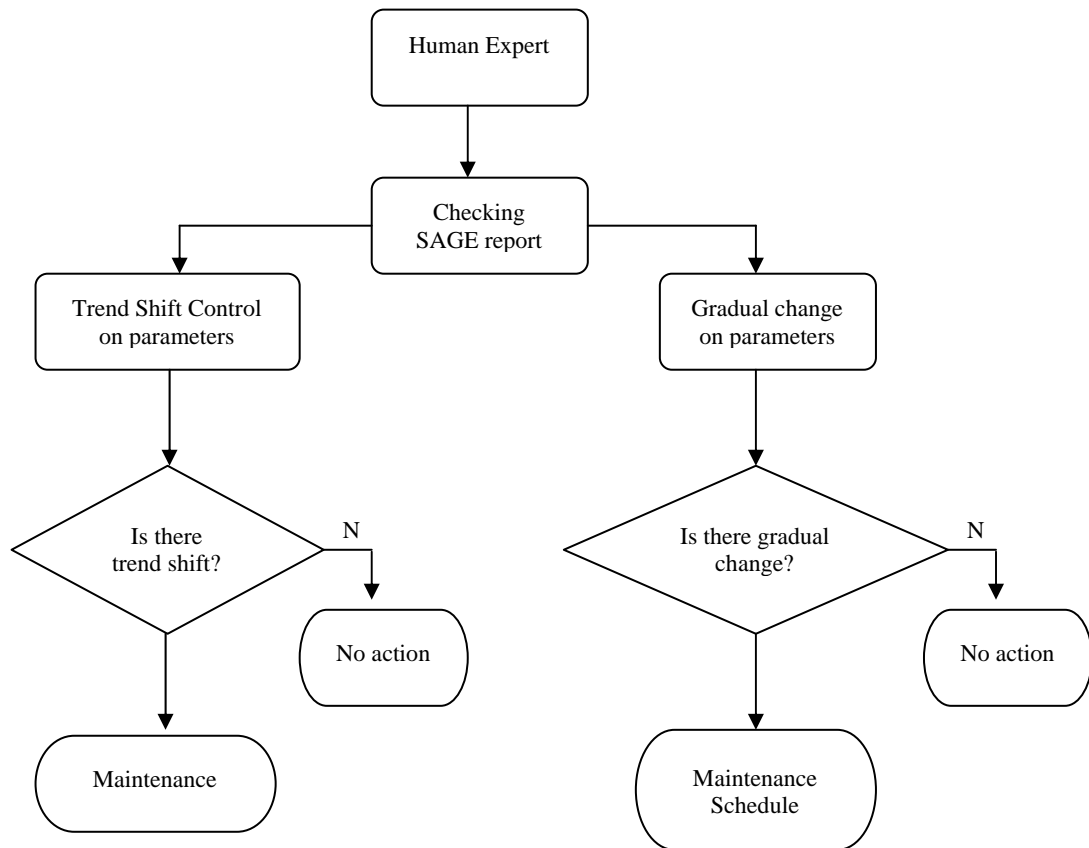 Human Expert
Checking
SAGE report
Trend Shift Control
on parameters
Gradual change
on parameters
Is there
trend shift?
N
Is there gradual
change?
N
No action
No action
Maintenance
Maintenance
Schedule